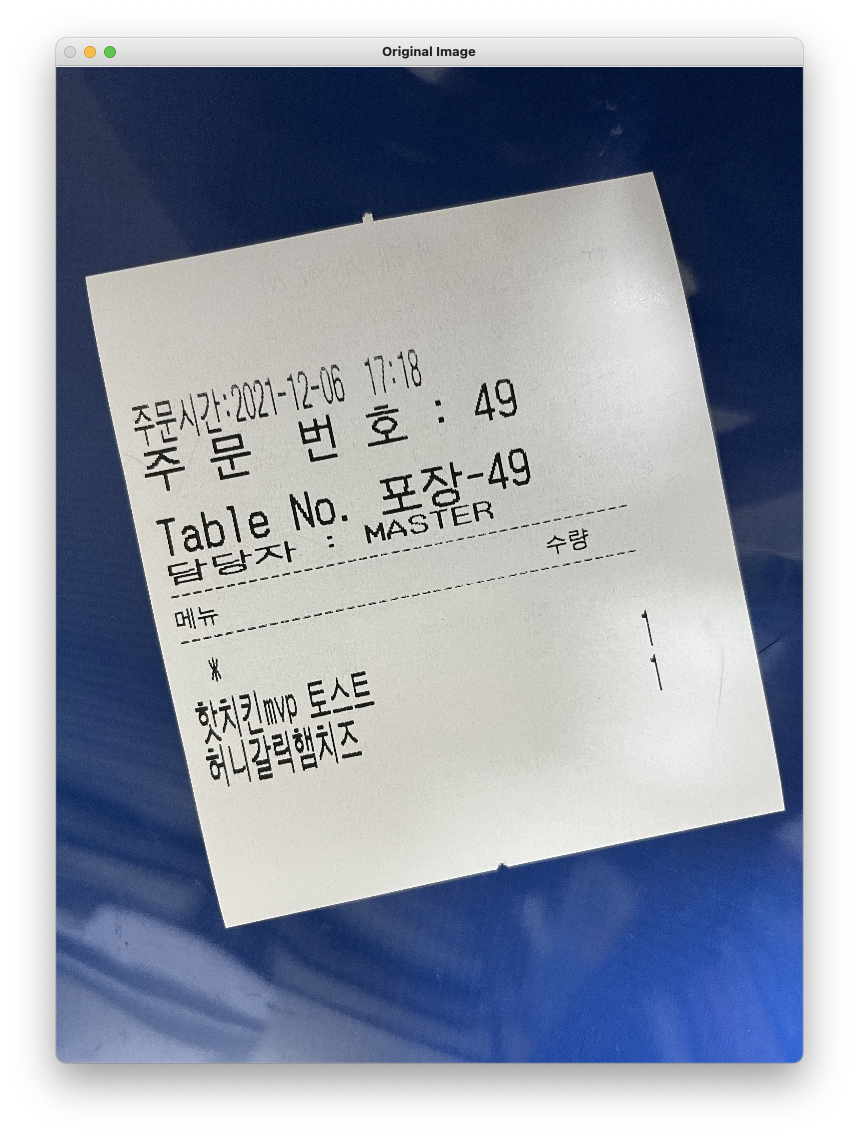 Original Image
주문시간:2021-12-06 17:18
주 문 번 호 : 49
Table No. 포장-49
담당자 : MASTER
메뉴 수량
*
핫치킨mvp 토스트 1
허니갈릭햄치즈 1